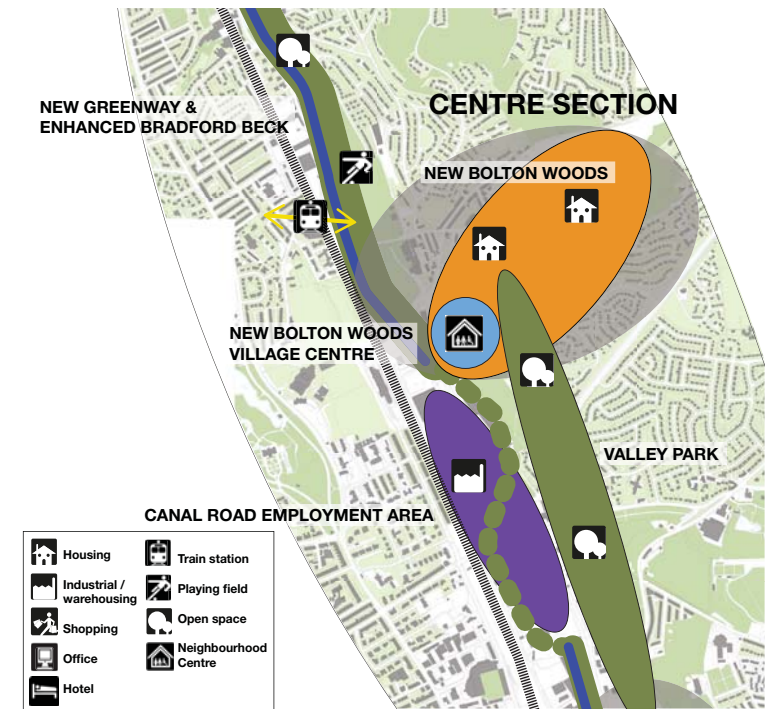 NEW GREENWAY &
ENHANCED BRADFORD BECK
CENTRE SECTION
NEW BOLTON WOODS
NEW BOLTON WOODS
VILLAGE CENTRE
VALLEY PARK
CANAL ROAD EMPLOYMENT AREA
Housing
Industrial /
warehousing
Shopping
Office
Hotel
Train station
Playing field
Open space
Neighbourhood
Centre